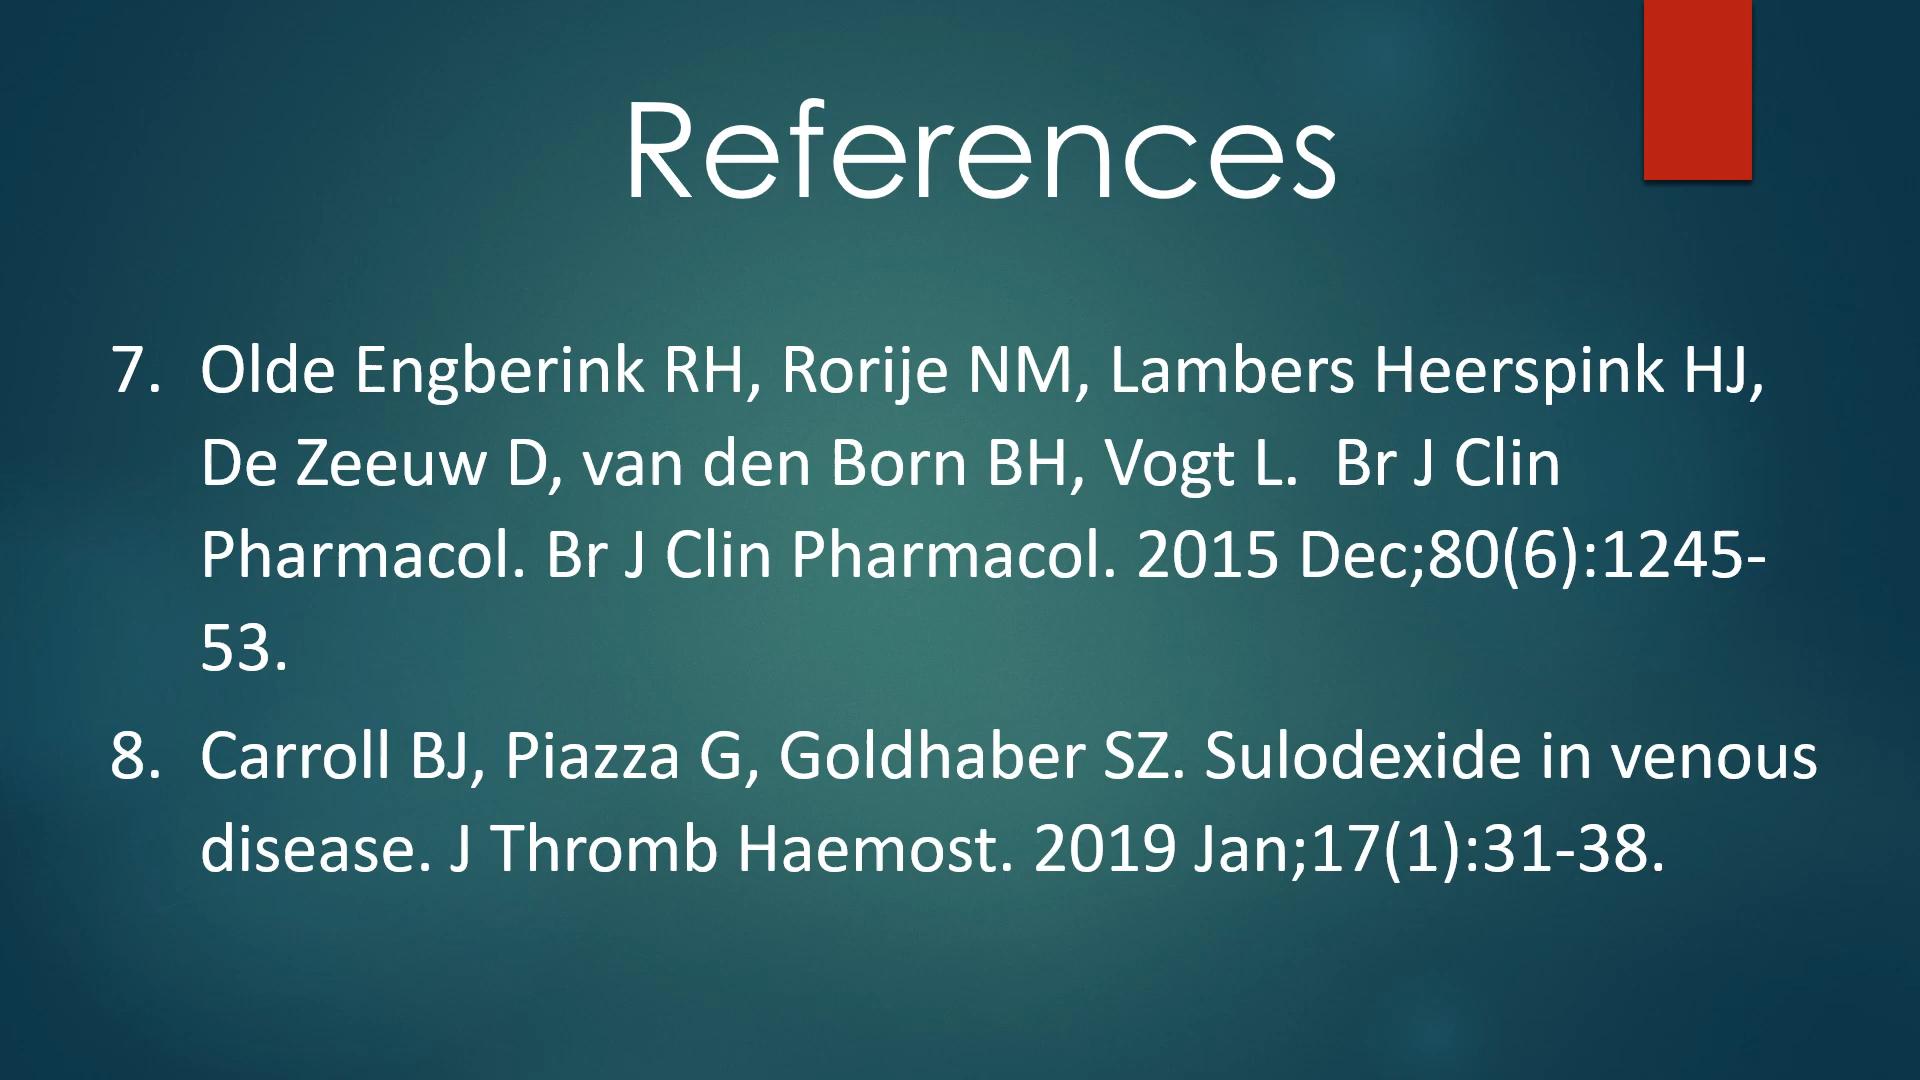 References
7. Olde Engberink RH, Rorije NM, Lambers Heerspink HJ,
De Zeeuw D, van den Born BH, Vogt L.  Br J Clin
Pharmacol. Br J Clin Pharmacol. 2015 Dec;80(6):1245-
53.
8. Carroll BJ, Piazza G, Goldhaber SZ. Sulodexide in venous
disease. J Thromb Haemost. 2019 Jan;17(1):31-38.